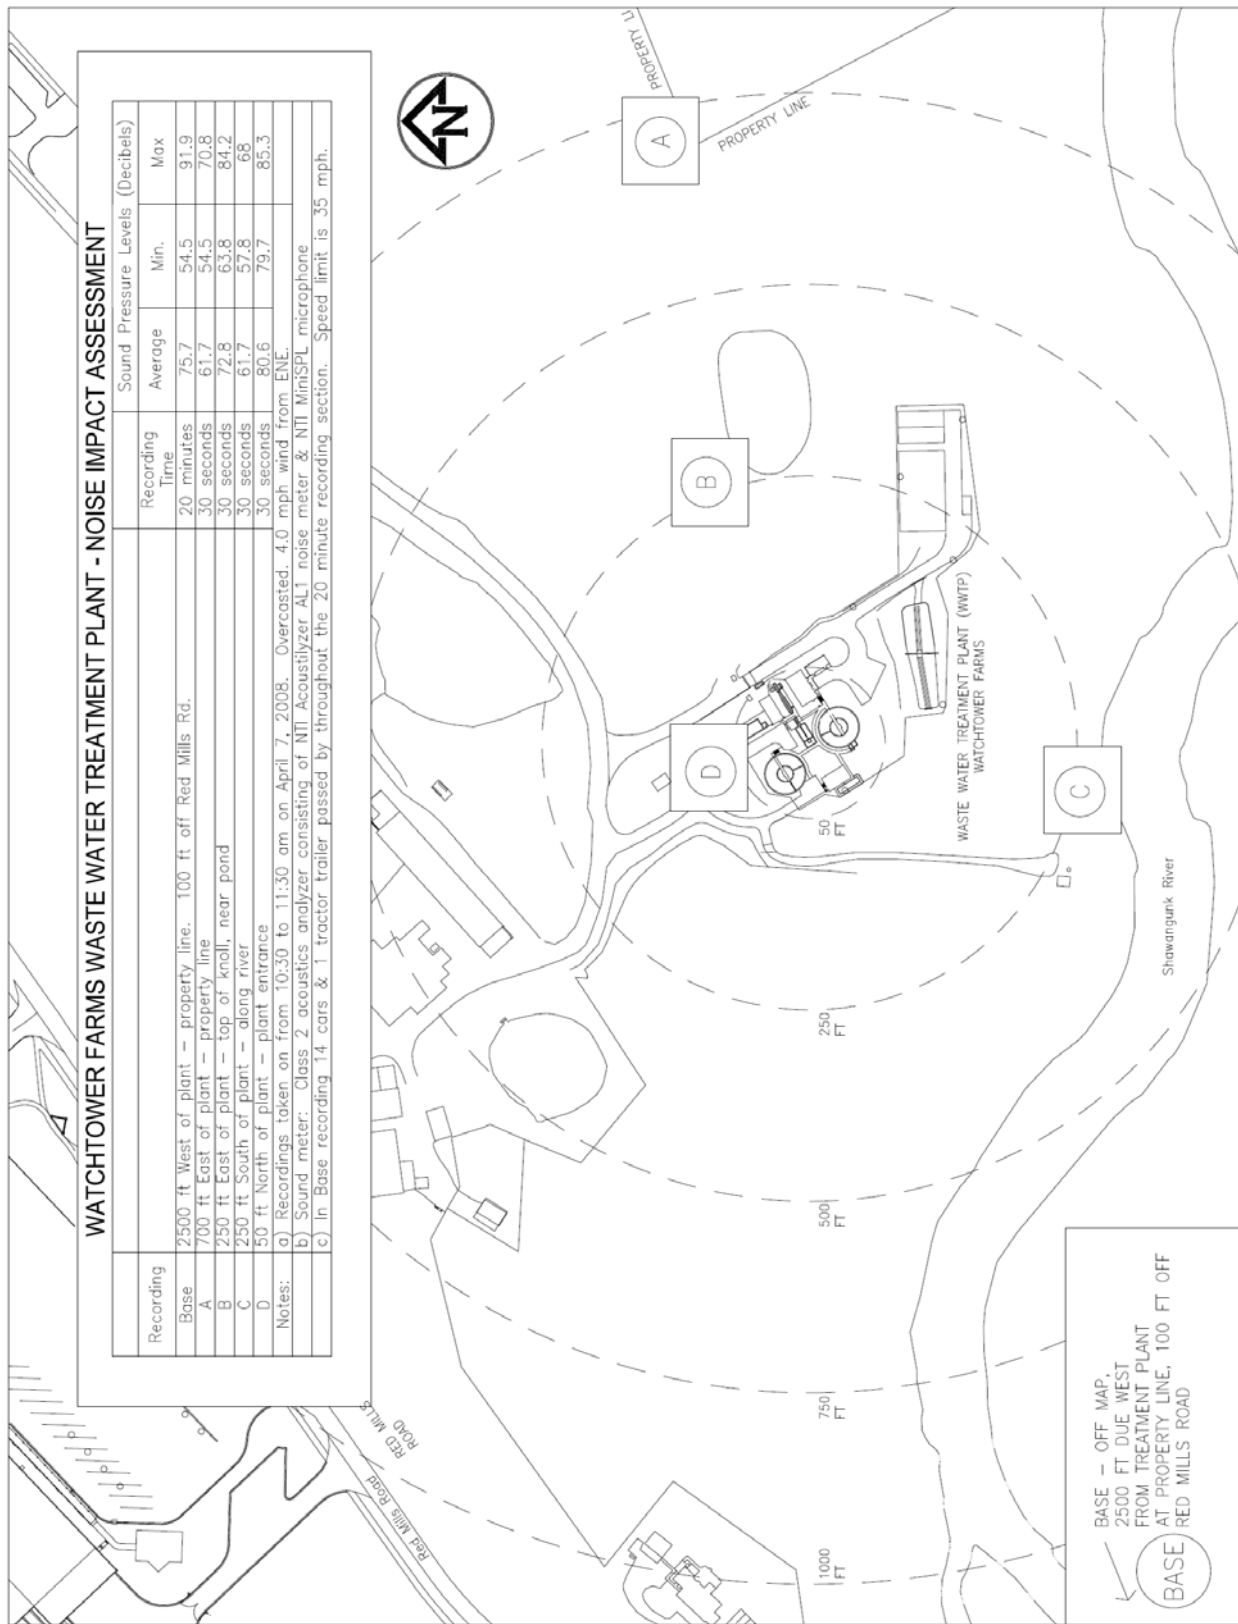 WATCHTOWER FARMS WASTE WATER TREATMENT PLANT - NOISE IMPACT ASSESSMENT
Sound Pressure Levels (Decibels)
Recording Recording Time Average Min. Max
Base 2500 ft West of plant – property line. 100 ft off Red Mills Rd. 20 minutes 75.7 54.5 91.9
A 700 ft East of plant – property line 30 seconds 61.7 54.5 70.8
B 250 ft East of plant – top of knoll, near pond 30 seconds 72.8 63.8 84.2
C 250 ft South of plant – along river 30 seconds 61.7 57.8 68
D 50 ft North of plant – plant entrance 30 seconds 80.6 79.7 85.3
Notes: a) Recordings taken on from 10:30 to 11:30 am on April 7, 2008. Overcasted. 4.0 mph wind from ENE.
b) Sound meter: Class 2 acoustics analyzer consisting of NTI Acoustilyzer AL1 noise meter & NTI MiniSPL microphone
c) In Base recording 14 cars & 1 tractor trailer passed by throughout the 20 minute recording section. Speed limit is 35 mph.
N
PROPERTY LI
PROPERTY LINE
A
B
D
C
RED MILLS
ROAD
Red Mills Road
1000
FT
750
FT
500
FT
250
FT
50
FT
WASTE WATER TREATMENT PLANT (WWTP)
WATCHTOWER FARMS
Shawangunk River
BASE – OFF MAP,
2500 FT DUE WEST
FROM TREATMENT PLANT
AT PROPERTY LINE, 100 FT OFF
RED MILLS ROAD
BASE